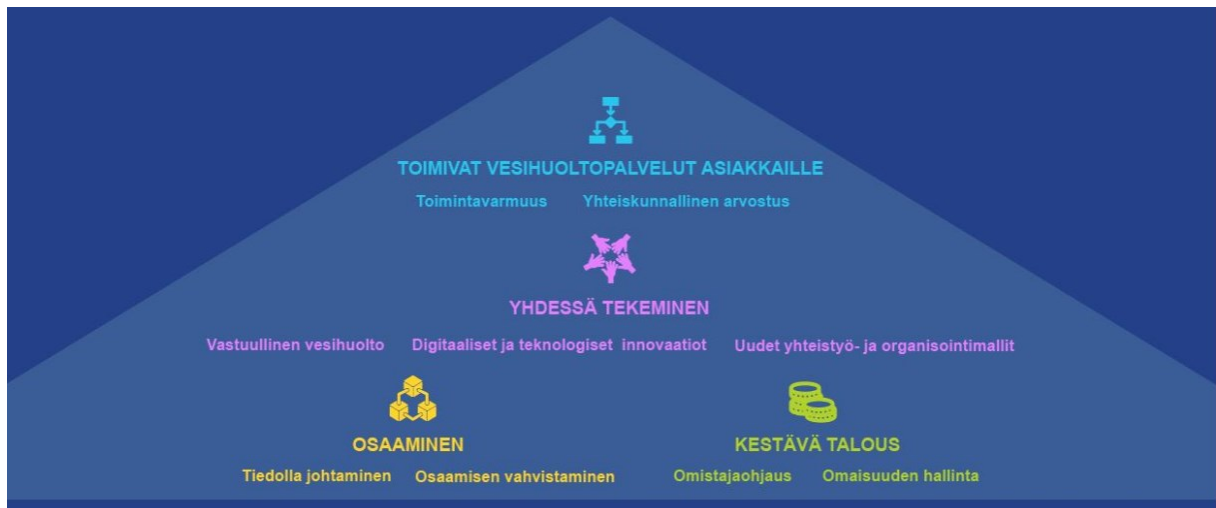 TOIMIVAT VESIHUOLTOPALVELUT ASIAKKAILLE
Toimintavarmuus Yhteiskunnallinen arvostus
YHDESSÄ TEKEMINEN
Vastuullinen vesihuolto Digitaaliset ja teknologiset innovaatiot Uudet yhteistyö- ja organisointimallit
OSAAMINEN KESTÄVÄ TALOUS
Tiedolla johtaminen Osaamisen vahvistaminen Omistajaohjaus Omaisuuden hallinta